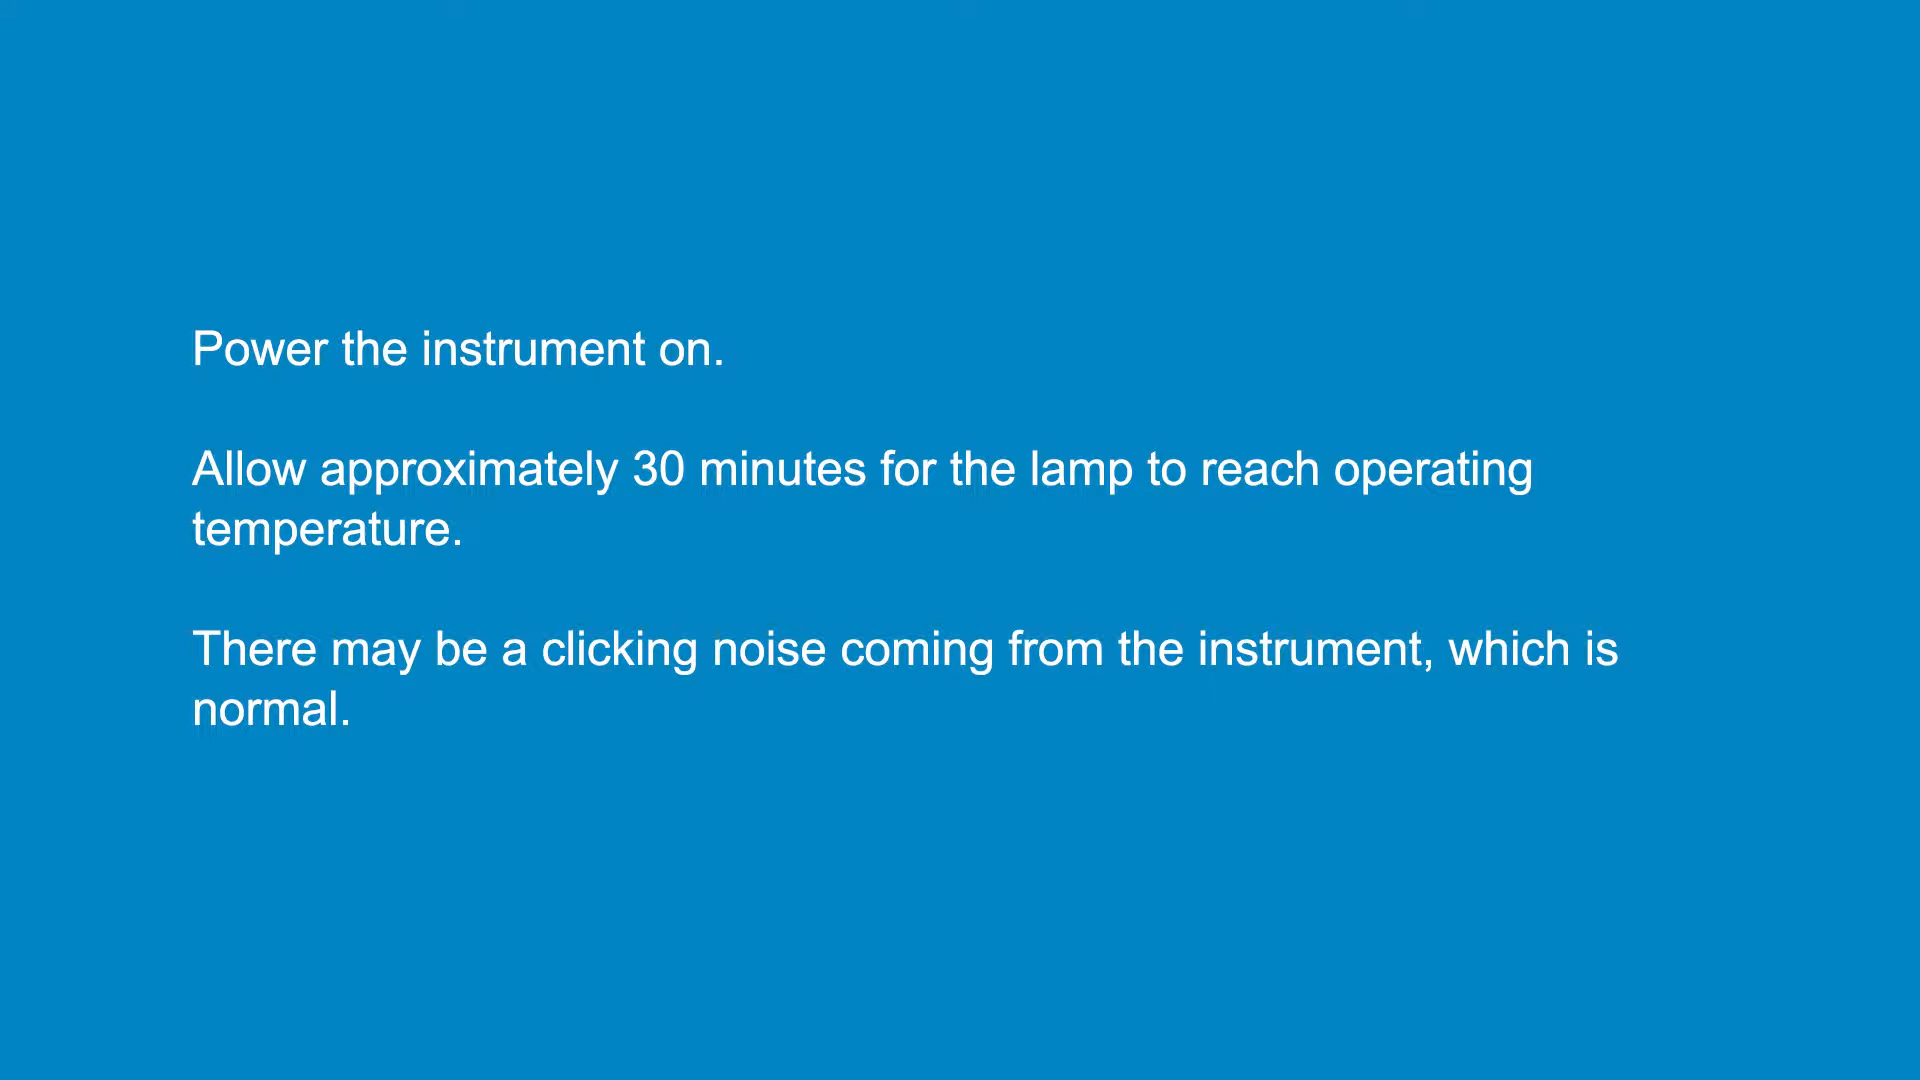 Power the instrument on.
Allow approximately 30 minutes for the lamp to reach operating
temperature.
There may be a clicking noise coming from the instrument, which is
normal.